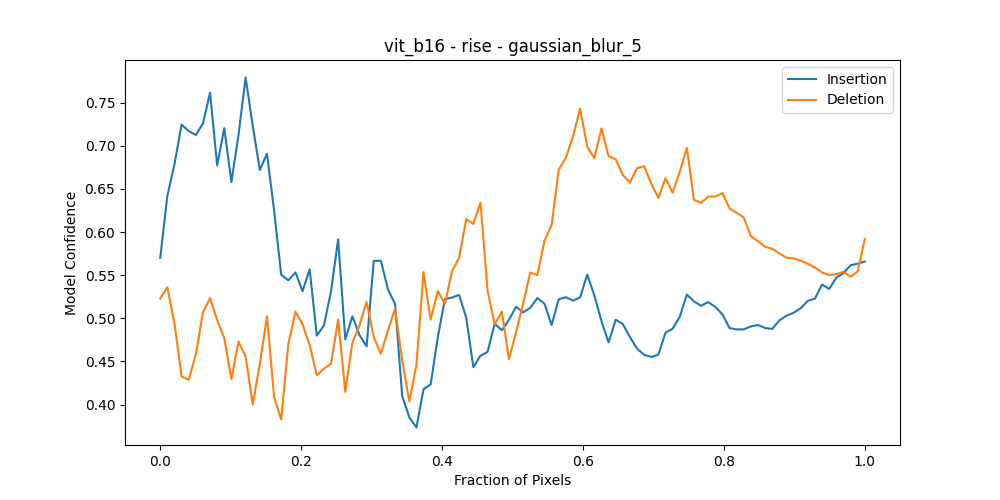 vit_b16 - rise - gaussian_blur_5
Insertion
Deletion
Model Confidence
0.75
0.70
0.65
0.60
0.55
0.50
0.45
0.40
0.0 0.2 0.4 0.6 0.8 1.0
Fraction of Pixels